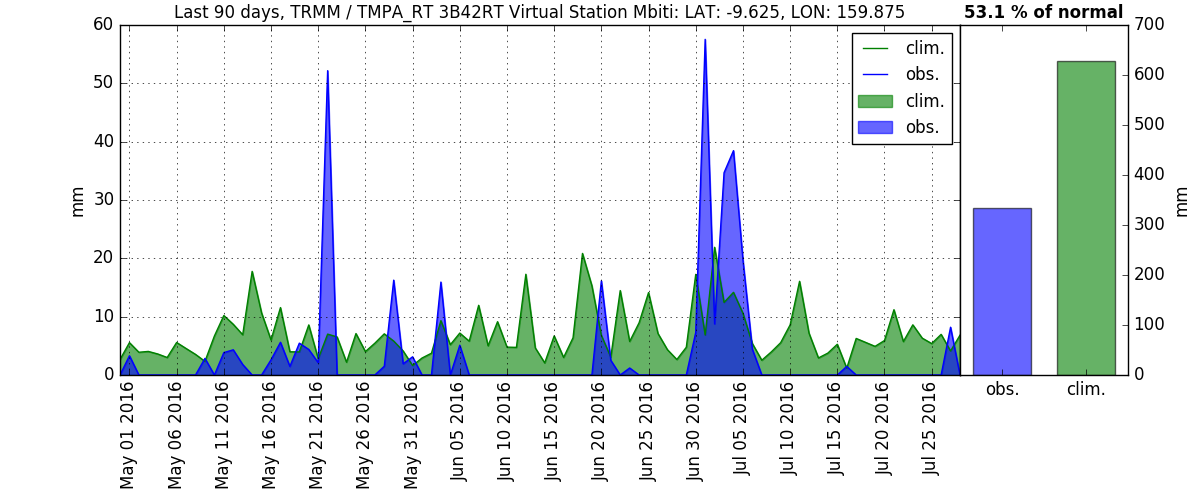 Last 90 days, TRMM / TMPA_RT 3B42RT Virtual Station Mbiti: LAT: -9.625, LON: 159.875
53.1 % of normal
60
50
40
30
20
10
0
mm
clim.
obs.
clim.
obs.
700
600
500
400
300
200
100
0
mm
obs.
clim.
May 01 2016
May 06 2016
May 11 2016
May 16 2016
May 21 2016
May 26 2016
May 31 2016
Jun 05 2016
Jun 10 2016
Jun 15 2016
Jun 20 2016
Jun 25 2016
Jun 30 2016
Jul 05 2016
Jul 10 2016
Jul 15 2016
Jul 20 2016
Jul 25 2016